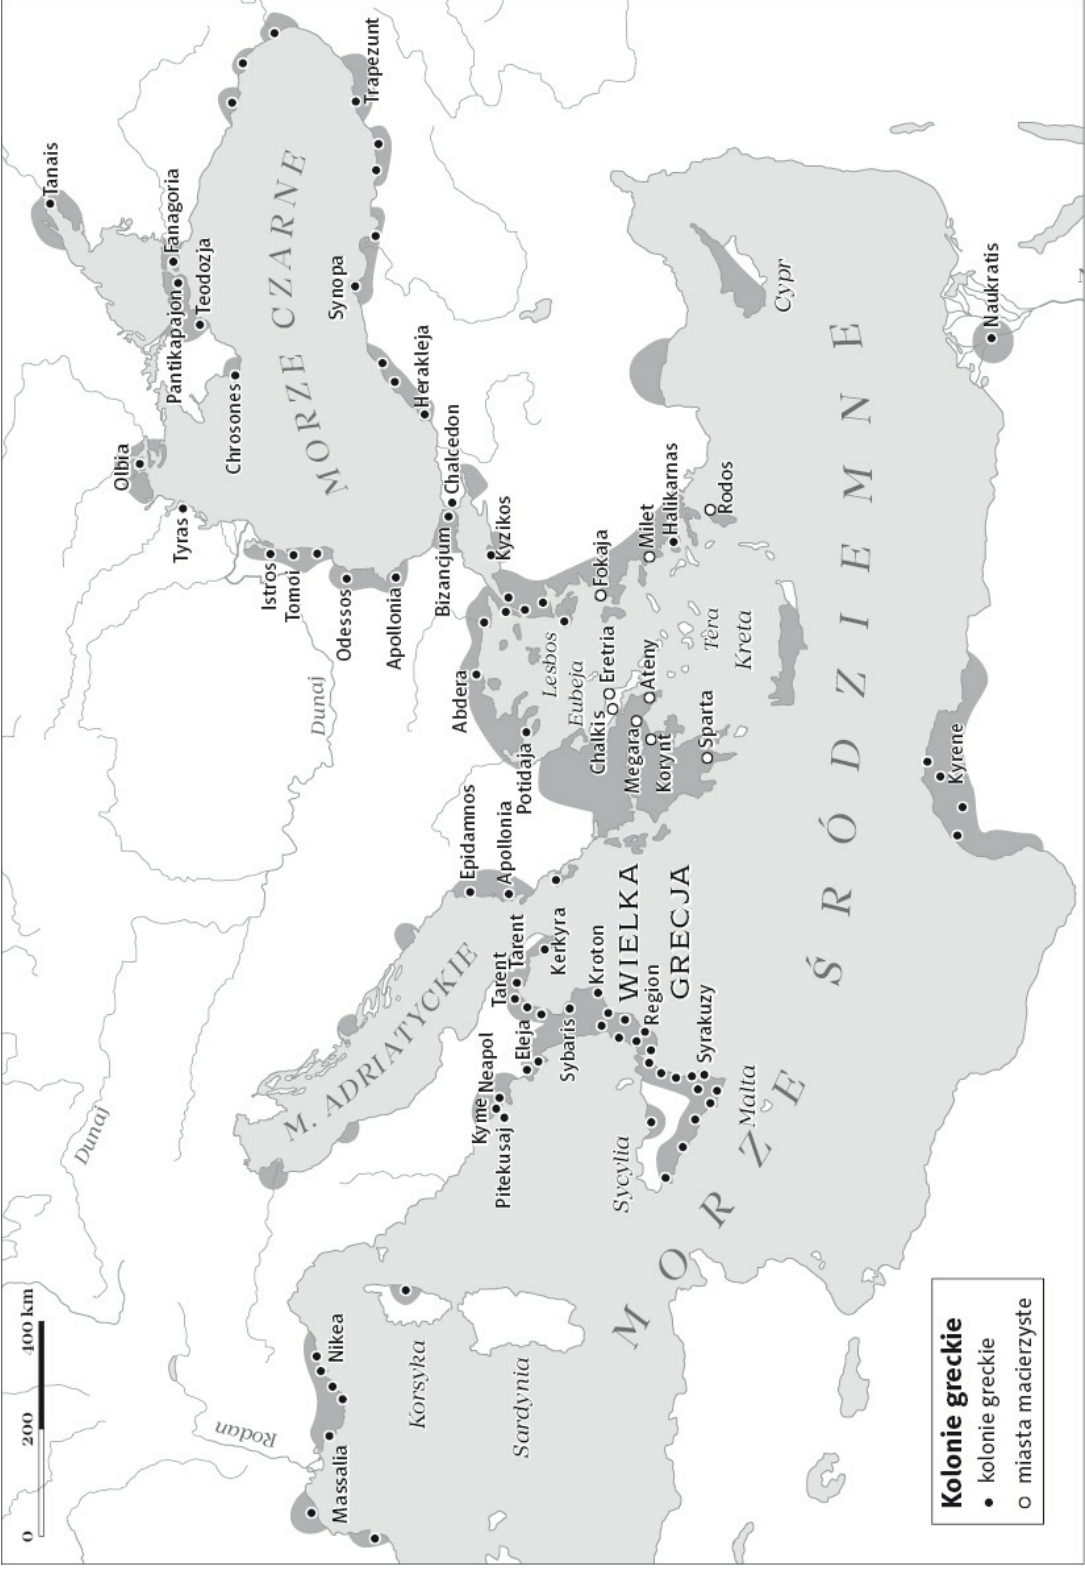 0 200 400 km
Dunaj
Dunaj
Rodan
Tanais
Fanagoria
Pantikapajon
Teodozja
Chrosones
Olbia
Tyras
Istros
Tomoi
Odessos
Apollonia
MORZE CZARNE
Trapezunt
Synopa
Herakleja
Chalcedon
Bizancjum
Kyzikos
Abdera
Potidaja
Epidamnos
Apollonia
Kerkyra
M. ADRIATYCKIE
Massalia
Nikea
Korsyka
Sardynia
Kyme
Neapol
Pitekusaj
Eleja
Tarent
Tarent
Sybaris
Kroton
WIELKA
GRECJA
Region
Syrakuzy
Sycylia
Malta
Lesbos
Eubeja
Fokaja
Chalkis
Eretria
Megara
Ateny
Korynt
Sparta
Milet
Halikarnas
Rodos
Tera
Kreta
Cypr
MORZE ŚRÓDZIEMNE
Kyrene
Naukratis
Kolonie greckie
kolonie greckie
miasta macierzyste